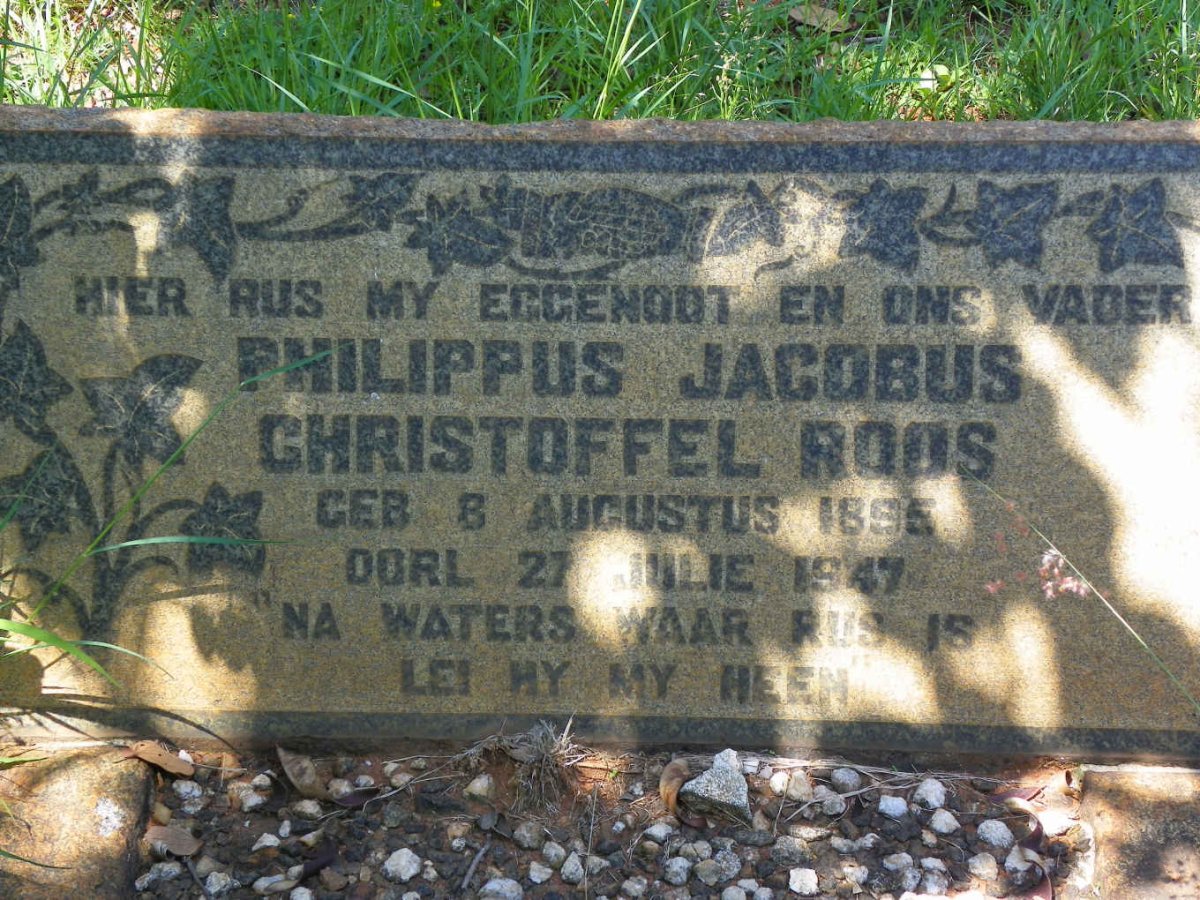 HIER RUS MY EGGENOOT EN ONS VADER
PHILIPPUS JACOBUS
CHRISTOFFEL ROOS
GEB 8 AUGUSTUS 1895
OORL 27 JULIE 1947
"NA WATERS WAAR RUS IS
LEI HY MY HEEN"